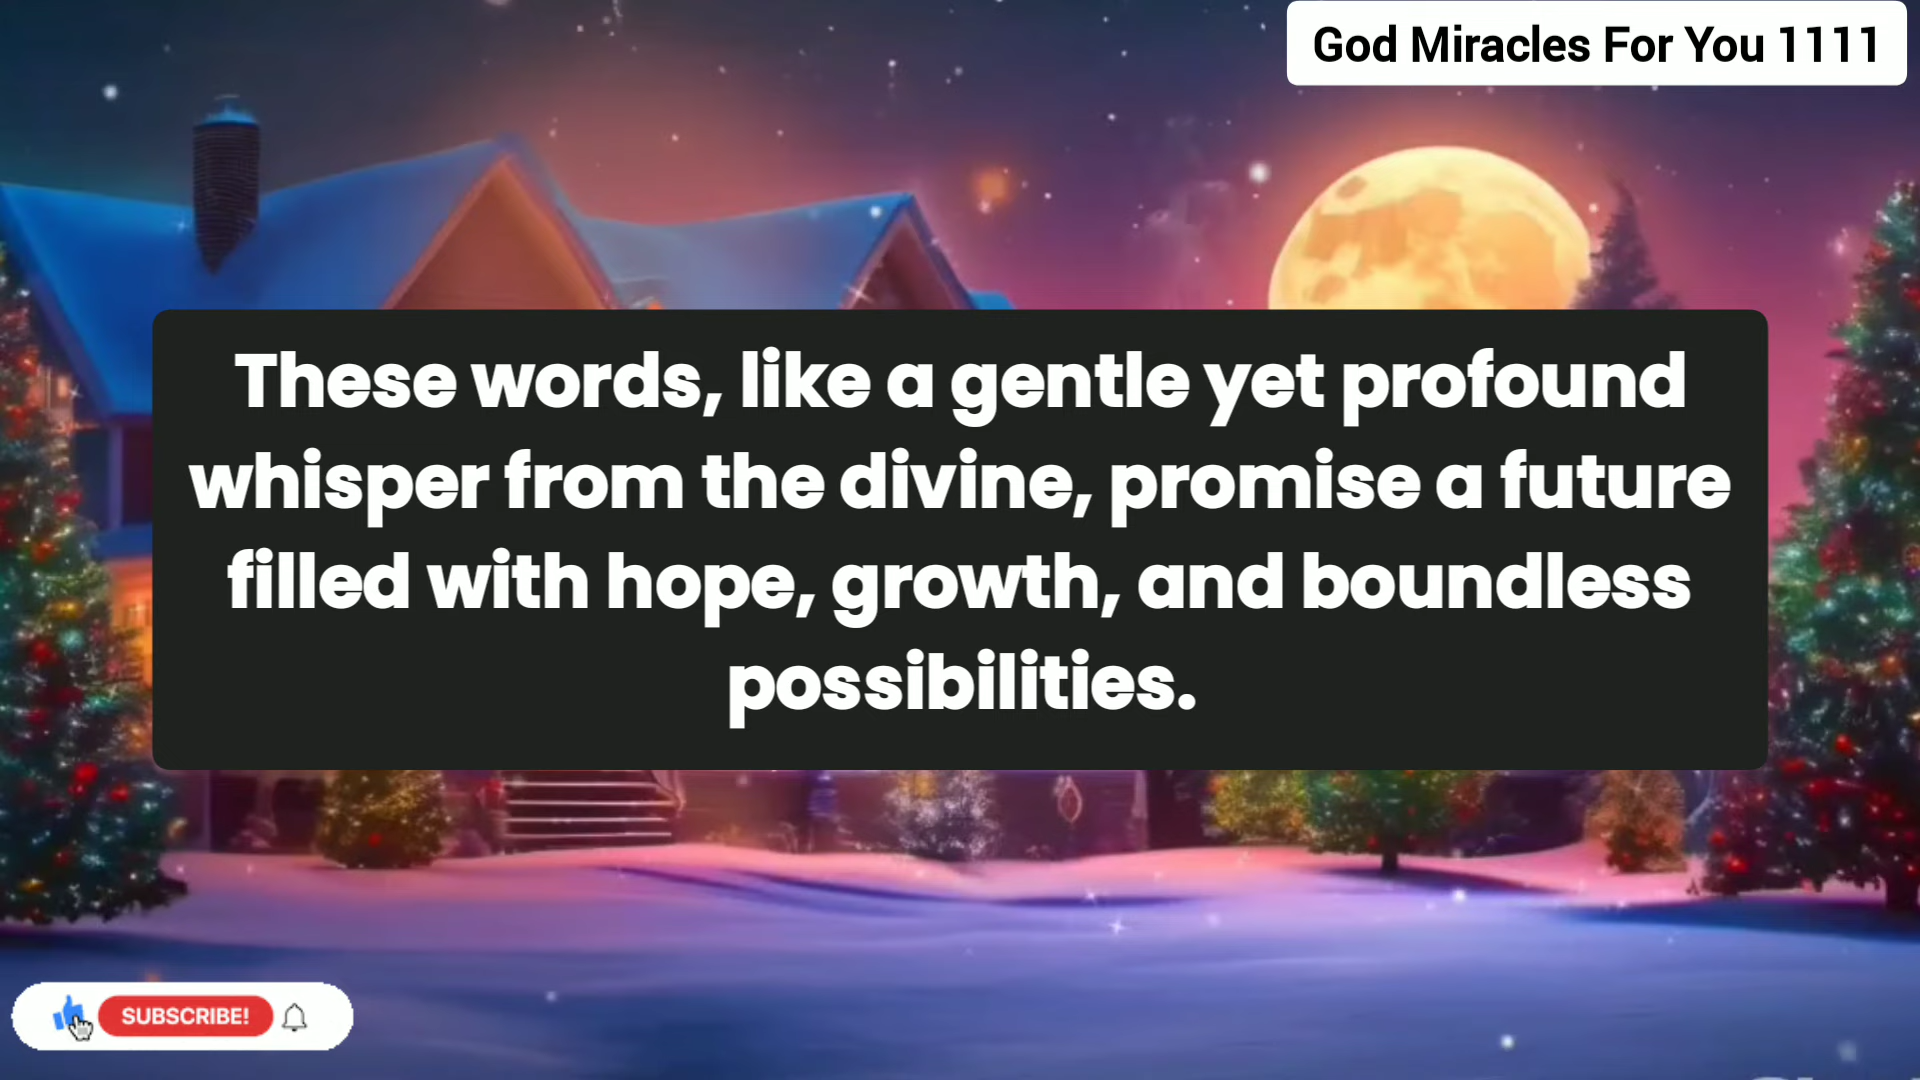 God Miracles For You 1111
These words, like a gentle yet profound
whisper from the divine, promise a future
filled with hope, growth, and boundless
possibilities.
SUBSCRIBE!